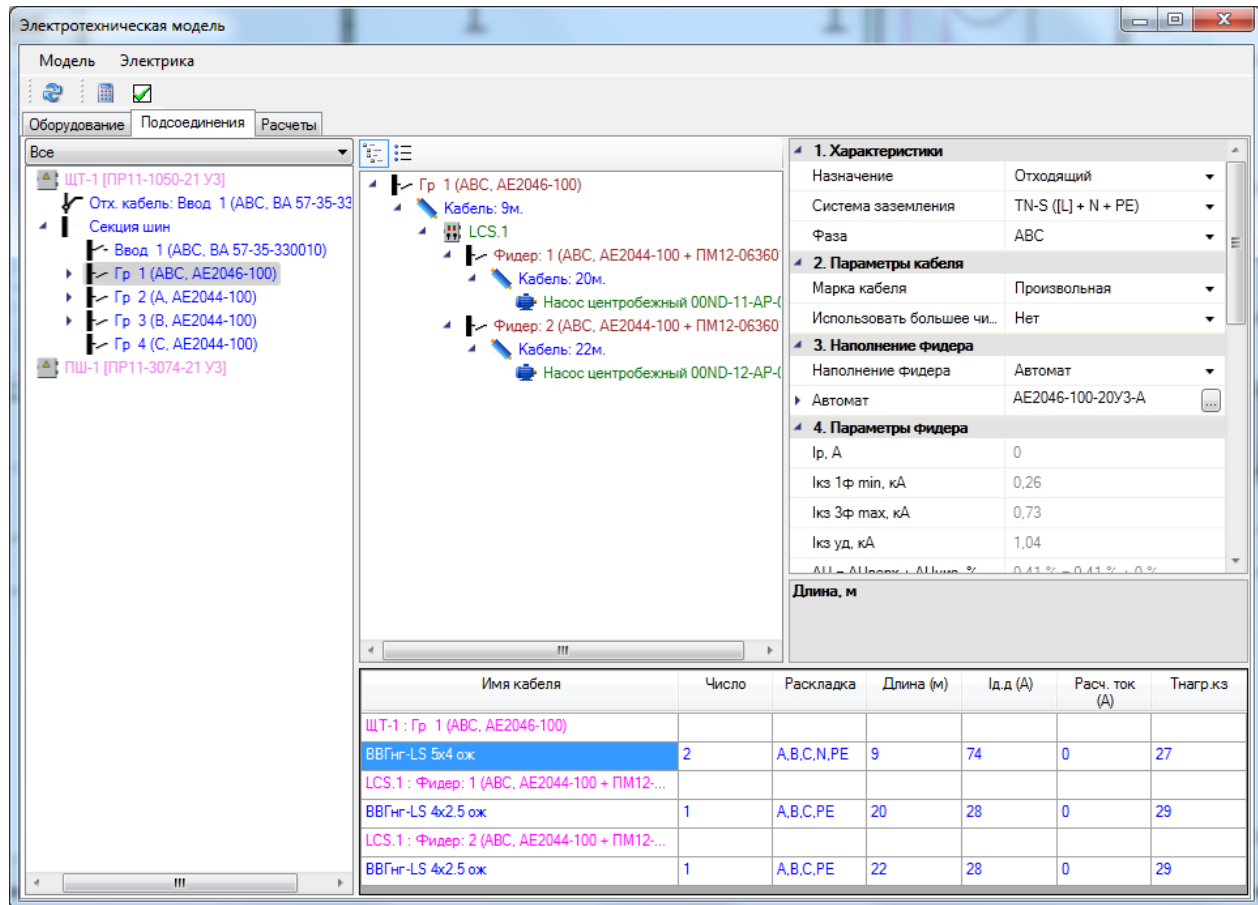 Электротехническая модель
Модель Электрика
Оборудование Подсоединения Расчеты
Все
ЩТ-1 [ПР11-1050-21 У3]
Отх. кабель: Ввод 1 (ABC, ВА 57-35-33
Секция шин
Ввод 1 (ABC, ВА 57-35-330010)
Гр 1 (ABC, АЕ2046-100)
Гр 2 (A, АЕ2044-100)
Гр 3 (B, АЕ2044-100)
Гр 4 (C, АЕ2044-100)
ПШ-1 [ПР11-3074-21 У3]
Гр 1 (ABC, АЕ2046-100)
Кабель: 9м.
LCS.1
Фидер: 1 (ABC, АЕ2044-100 + ПМ12-06360
Кабель: 20м.
Насос центробежный 00ND-11-AP-0
Фидер: 2 (ABC, АЕ2044-100 + ПМ12-06360
Кабель: 22м.
Насос центробежный 00ND-12-AP-0
1. Характеристики
Назначение Отходящий
Система заземления TN-S ([L] + N + PE)
Фаза ABC
2. Параметры кабеля
Марка кабеля Произвольная
Использовать большее чи... Нет
3. Наполнение фидера
Наполнение фидера Автомат
Автомат АЕ2046-100-20У3-А ...
4. Параметры фидера
Iр, А 0
Iкз 1ф min, кА 0,26
Iкз 3ф max, кА 0,73
Iкз уд, кА 1,04
Длина, м
Имя кабеля Число Раскладка Длина (м) Iд.д (А) Расч. ток (А) Tнагр.кз
ЩТ-1 : Гр 1 (ABC, АЕ2046-100)
ВВГнг-LS 5x4 ож 2 A,B,C,N,PE 9 74 0 27
LCS.1 : Фидер: 1 (ABC, АЕ2044-100 + ПМ12-...
ВВГнг-LS 4x2.5 ож 1 A,B,C,PE 20 28 0 29
LCS.1 : Фидер: 2 (ABC, АЕ2044-100 + ПМ12-...
ВВГнг-LS 4x2.5 ож 1 A,B,C,PE 22 28 0 29